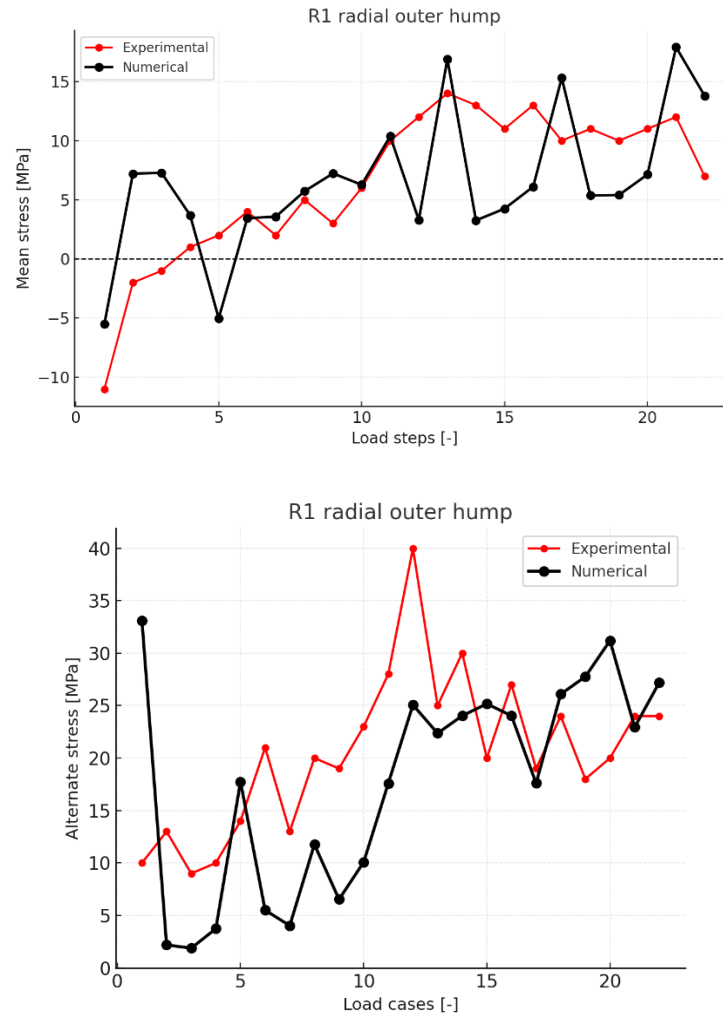 R1 radial outer hump
Experimental
Numerical
Mean stress [MPa]
15
10
5
0
−5
−10
0
5
10
15
20
Load steps [-]
R1 radial outer hump
Experimental
Numerical
Alternate stress [MPa]
40
35
30
25
20
15
10
5
0
0
5
10
15
20
Load cases [-]